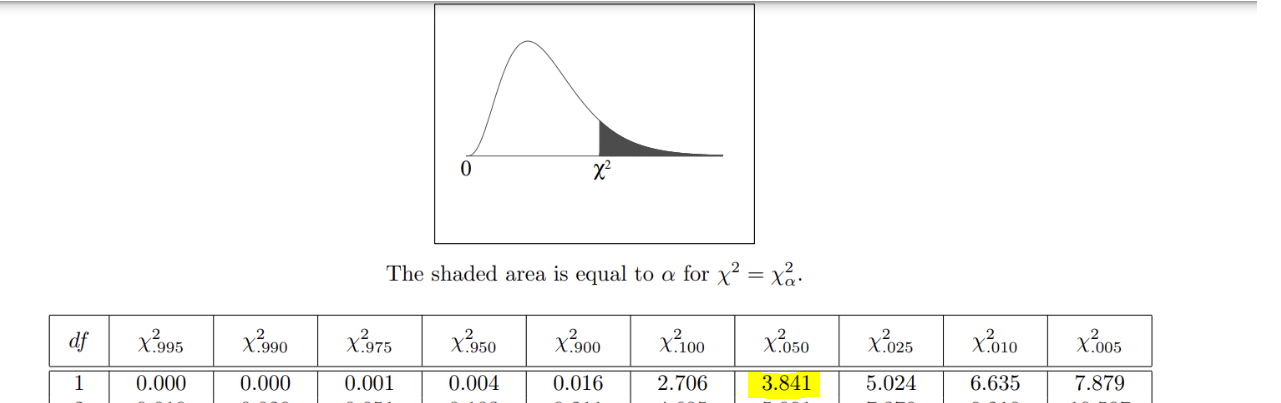 0 χ²
The shaded area is equal to α for χ² = χ²α.
df χ².995 χ².990 χ².975 χ².950 χ².900 χ².100 χ².050 χ².025 χ².010 χ².005
1 0.000 0.000 0.001 0.004 0.016 2.706 3.841 5.024 6.635 7.879